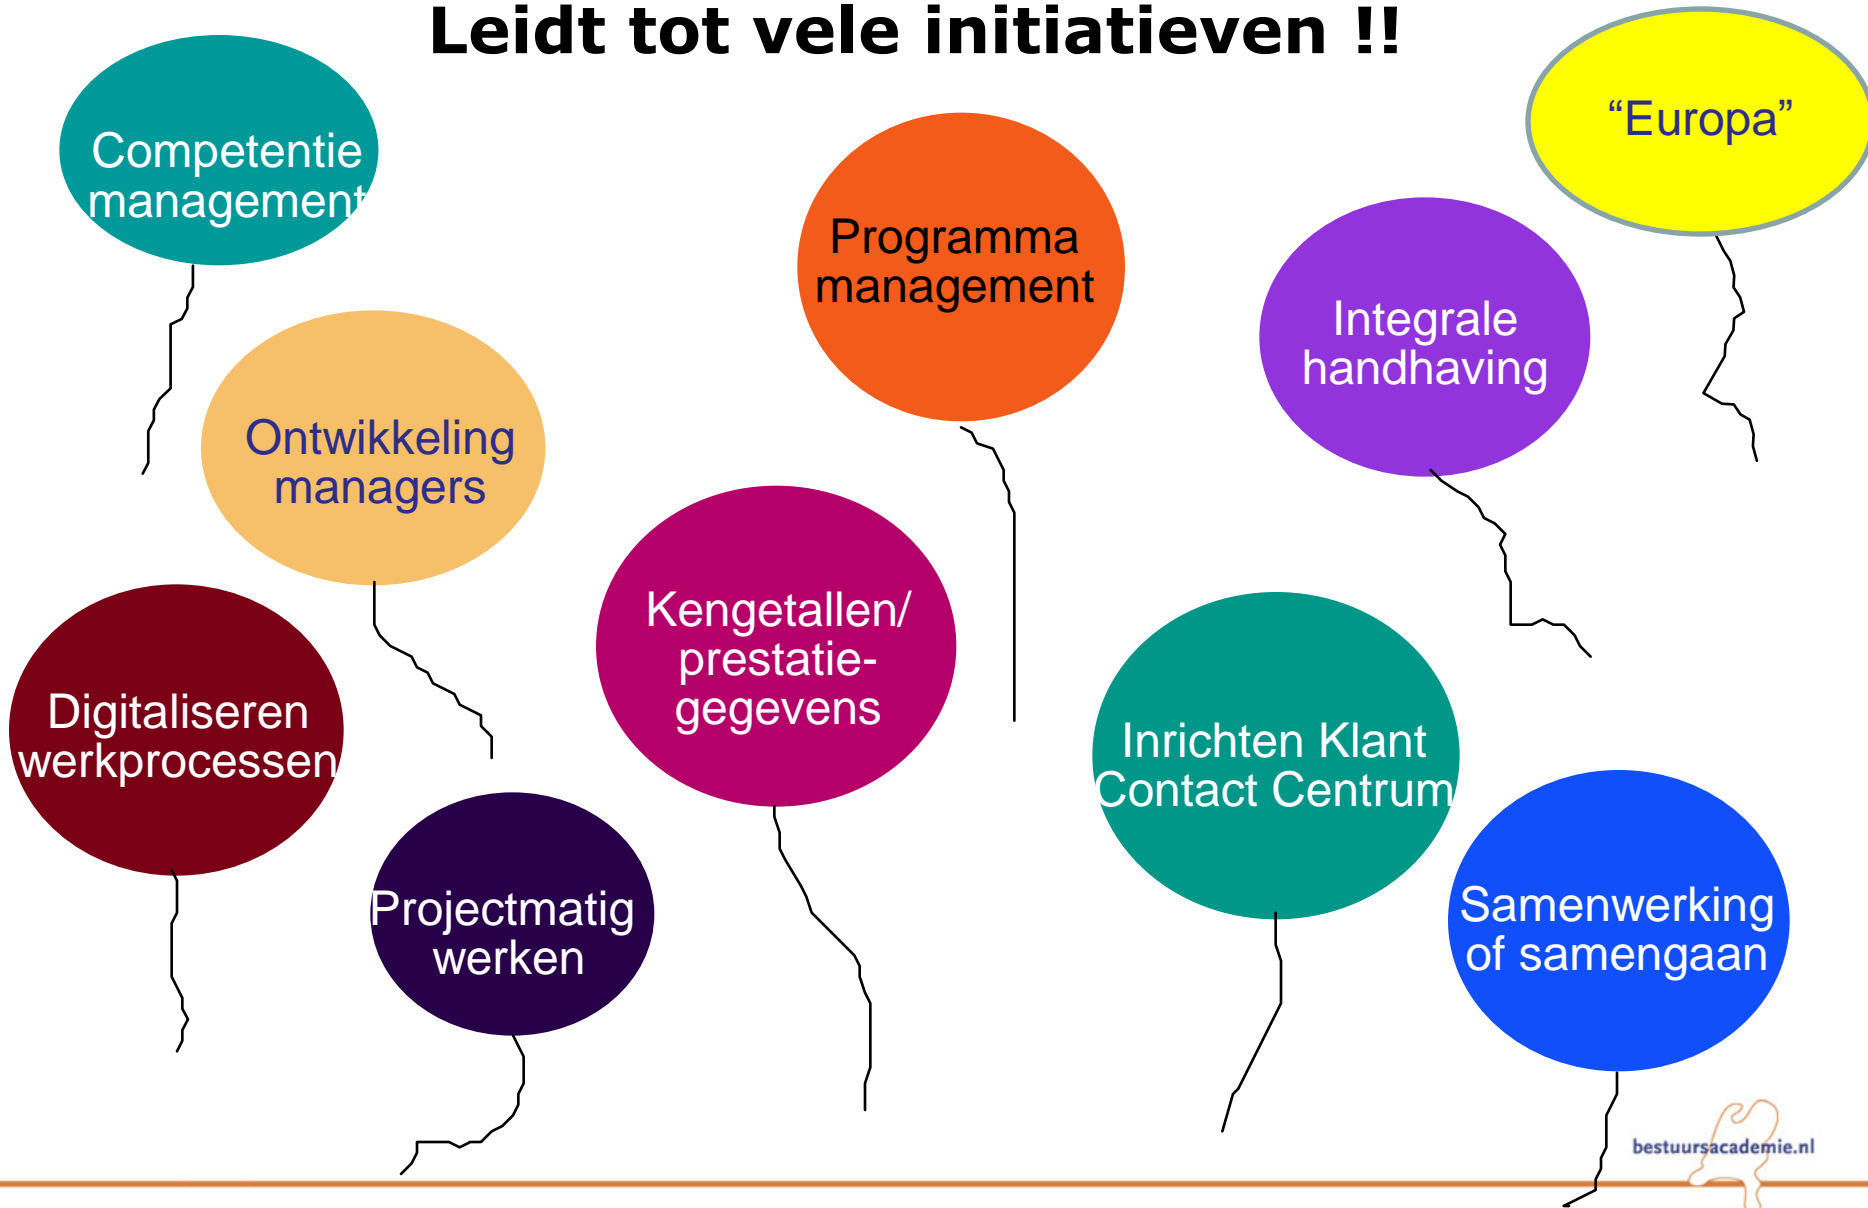 Leidt tot vele initiatieven !!
Competentie
management
“Europa”
Programma
management
Integrale
handhaving
Ontwikkeling
managers
Kengetallen/
prestatie-
gegevens
Digitaliseren
werkprocessen
Inrichten Klant
Contact Centrum
Projectmatig
werken
Samenwerking
of samengaan
bestuursacademie.nl